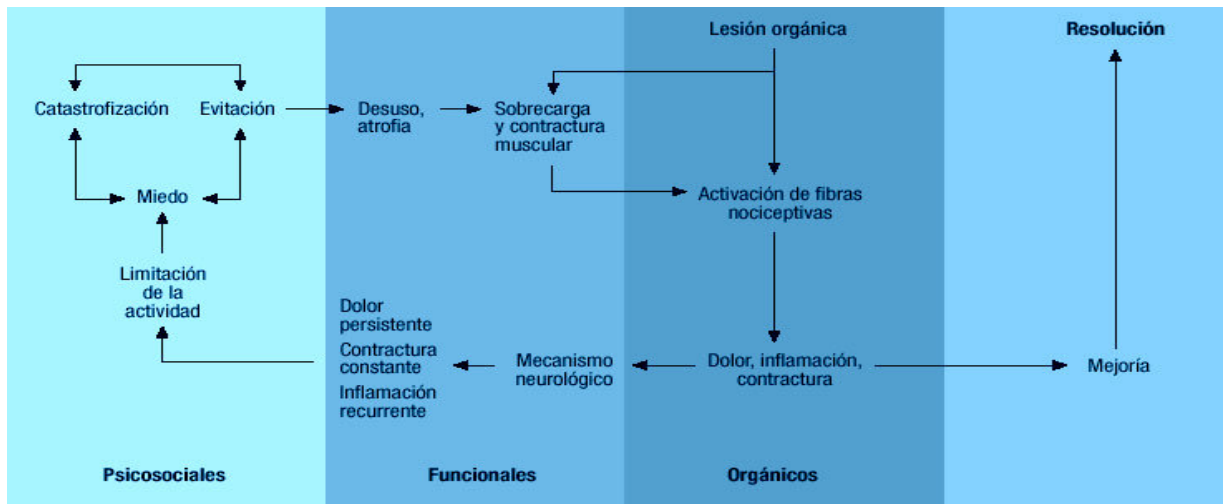 Lesión orgánica
Resolución
Catastrofización
Evitación
Desuso,
atrofia
Sobrecarga
y contractura
muscular
Miedo
Activación de fibras
nociceptivas
Limitación
de la
actividad
Dolor
persistente
Contractura
constante
Inflamación
recurrente
Mecanismo
neurológico
Dolor, inflamación,
contractura
Mejoría
Psicosociales
Funcionales
Orgánicos